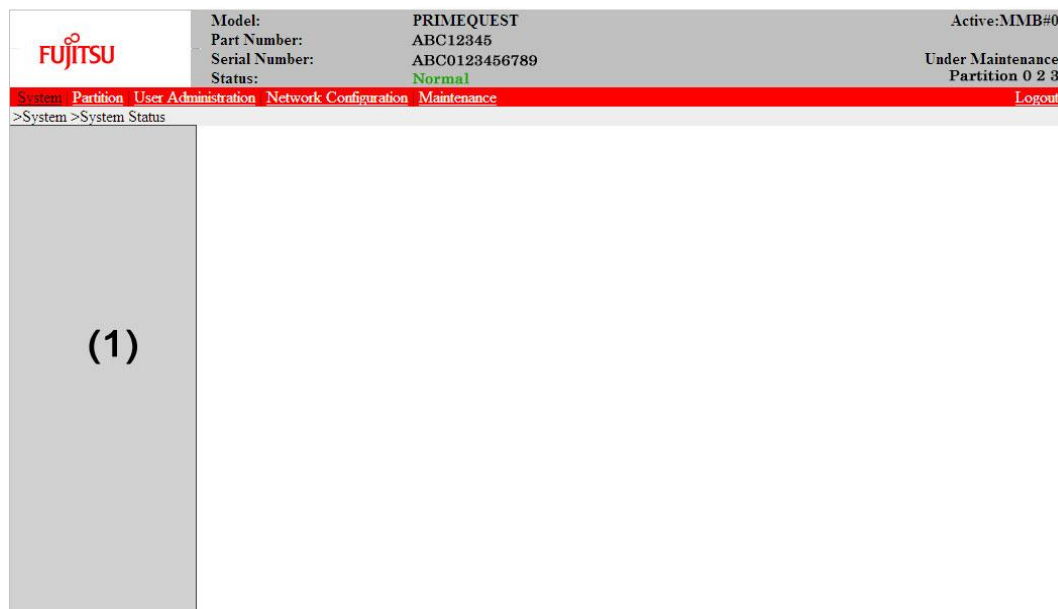 FUJITSU
Model: PRIMEQUEST
Part Number: ABC12345
Serial Number: ABC0123456789
Status: Normal
Active:MMB#0
Under Maintenance
Partition 0 2 3
System | Partition | User Administration | Network Configuration | Maintenance Logout
>System >System Status
(1)